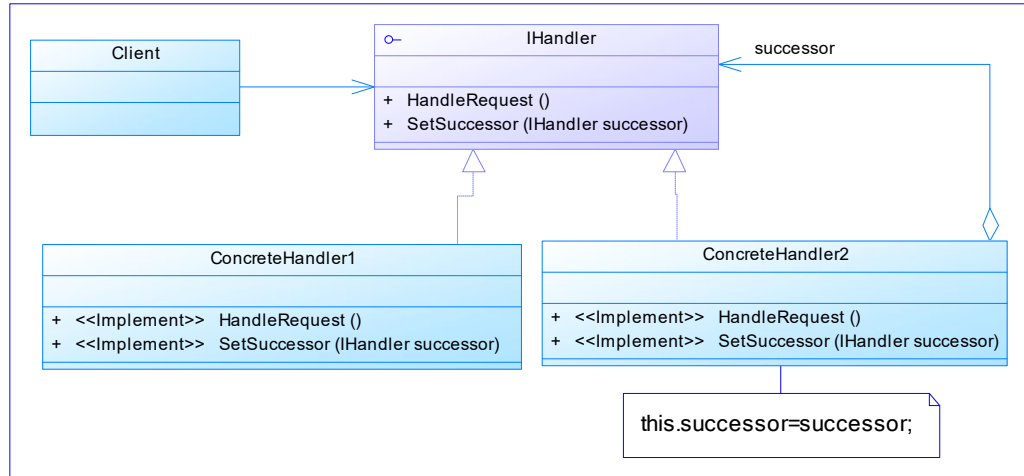 Client
IHandler
+ HandleRequest ()
+ SetSuccessor (IHandler successor)
successor
ConcreteHandler1
+ <<Implement>> HandleRequest ()
+ <<Implement>> SetSuccessor (IHandler successor)
ConcreteHandler2
+ <<Implement>> HandleRequest ()
+ <<Implement>> SetSuccessor (IHandler successor)
this.successor=successor;